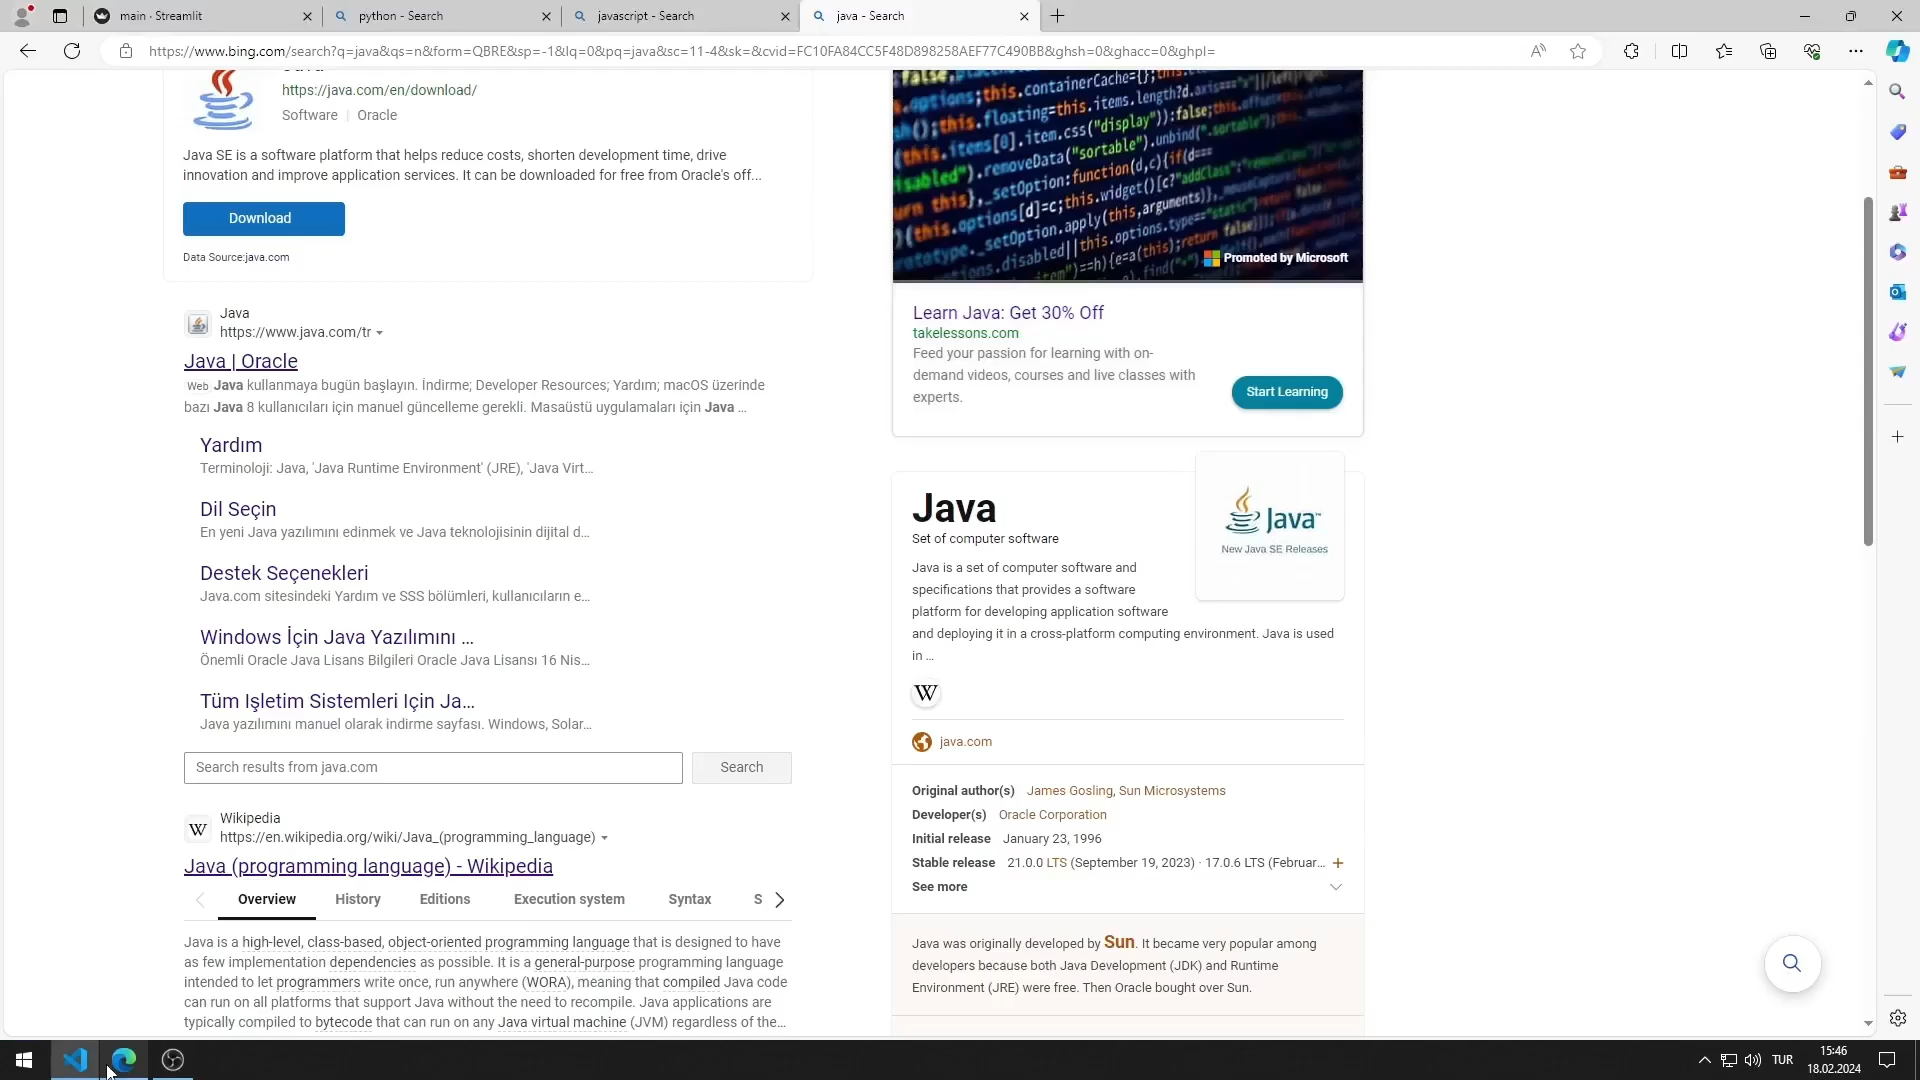 main · Streamlit
python - Search
javascript - Search
java - Search
https://www.bing.com/search?q=java&qs=n&form=QBRE&sp=-1&lq=0&pq=java&sc=11-4&sk=&cvid=FC10FA84CC5F48D898258AEF77C490BB&ghsh=0&ghacc=0&ghpl=
https://java.com/en/download/
Software | Oracle
Java SE is a software platform that helps reduce costs, shorten development time, drive
innovation and improve application services. It can be downloaded for free from Oracle's off...
Download
Data Source:java.com
Java
https://www.java.com/tr
Java | Oracle
Web Java kullanmaya bugün başlayın. İndirme; Developer Resources; Yardım; macOS üzerinde
bazı Java 8 kullanıcıları için manuel güncelleme gerekli. Masaüstü uygulamaları için Java ...
Yardım
Terminoloji: Java, 'Java Runtime Environment' (JRE), 'Java Virt...
Dil Seçin
En yeni Java yazılımını edinmek ve Java teknolojisinin dijital d...
Destek Seçenekleri
Java.com sitesindeki Yardım ve SSS bölümleri, kullanıcıların e...
Windows İçin Java Yazılımını ...
Önemli Oracle Java Lisans Bilgileri Oracle Java Lisansı 16 Nis...
Tüm Işletim Sistemleri Için Ja...
Java yazılımını manuel olarak indirme sayfası. Windows, Solar...
Search results from java.com
Search
Wikipedia
https://en.wikipedia.org/wiki/Java_(programming_language)
Java (programming language) - Wikipedia
Overview History Editions Execution system Syntax S
Java is a high-level, class-based, object-oriented programming language that is designed to have
as few implementation dependencies as possible. It is a general-purpose programming language
intended to let programmers write once, run anywhere (WORA), meaning that compiled Java code
can run on all platforms that support Java without the need to recompile. Java applications are
typically compiled to bytecode that can run on any Java virtual machine (JVM) regardless of the...
Promoted by Microsoft
Learn Java: Get 30% Off
takelessons.com
Feed your passion for learning with on-
demand videos, courses and live classes with
experts.
Start Learning
Java
Set of computer software
Java™
New Java SE Releases
Java is a set of computer software and
specifications that provides a software
platform for developing application software
and deploying it in a cross-platform computing environment. Java is used
in ...
W
java.com
Original author(s) James Gosling, Sun Microsystems
Developer(s) Oracle Corporation
Initial release January 23, 1996
Stable release 21.0.0 LTS (September 19, 2023) · 17.0.6 LTS (Februar...
See more
Java was originally developed by Sun. It became very popular among
developers because both Java Development (JDK) and Runtime
Environment (JRE) were free. Then Oracle bought over Sun.
TUR
15:46
18.02.2024